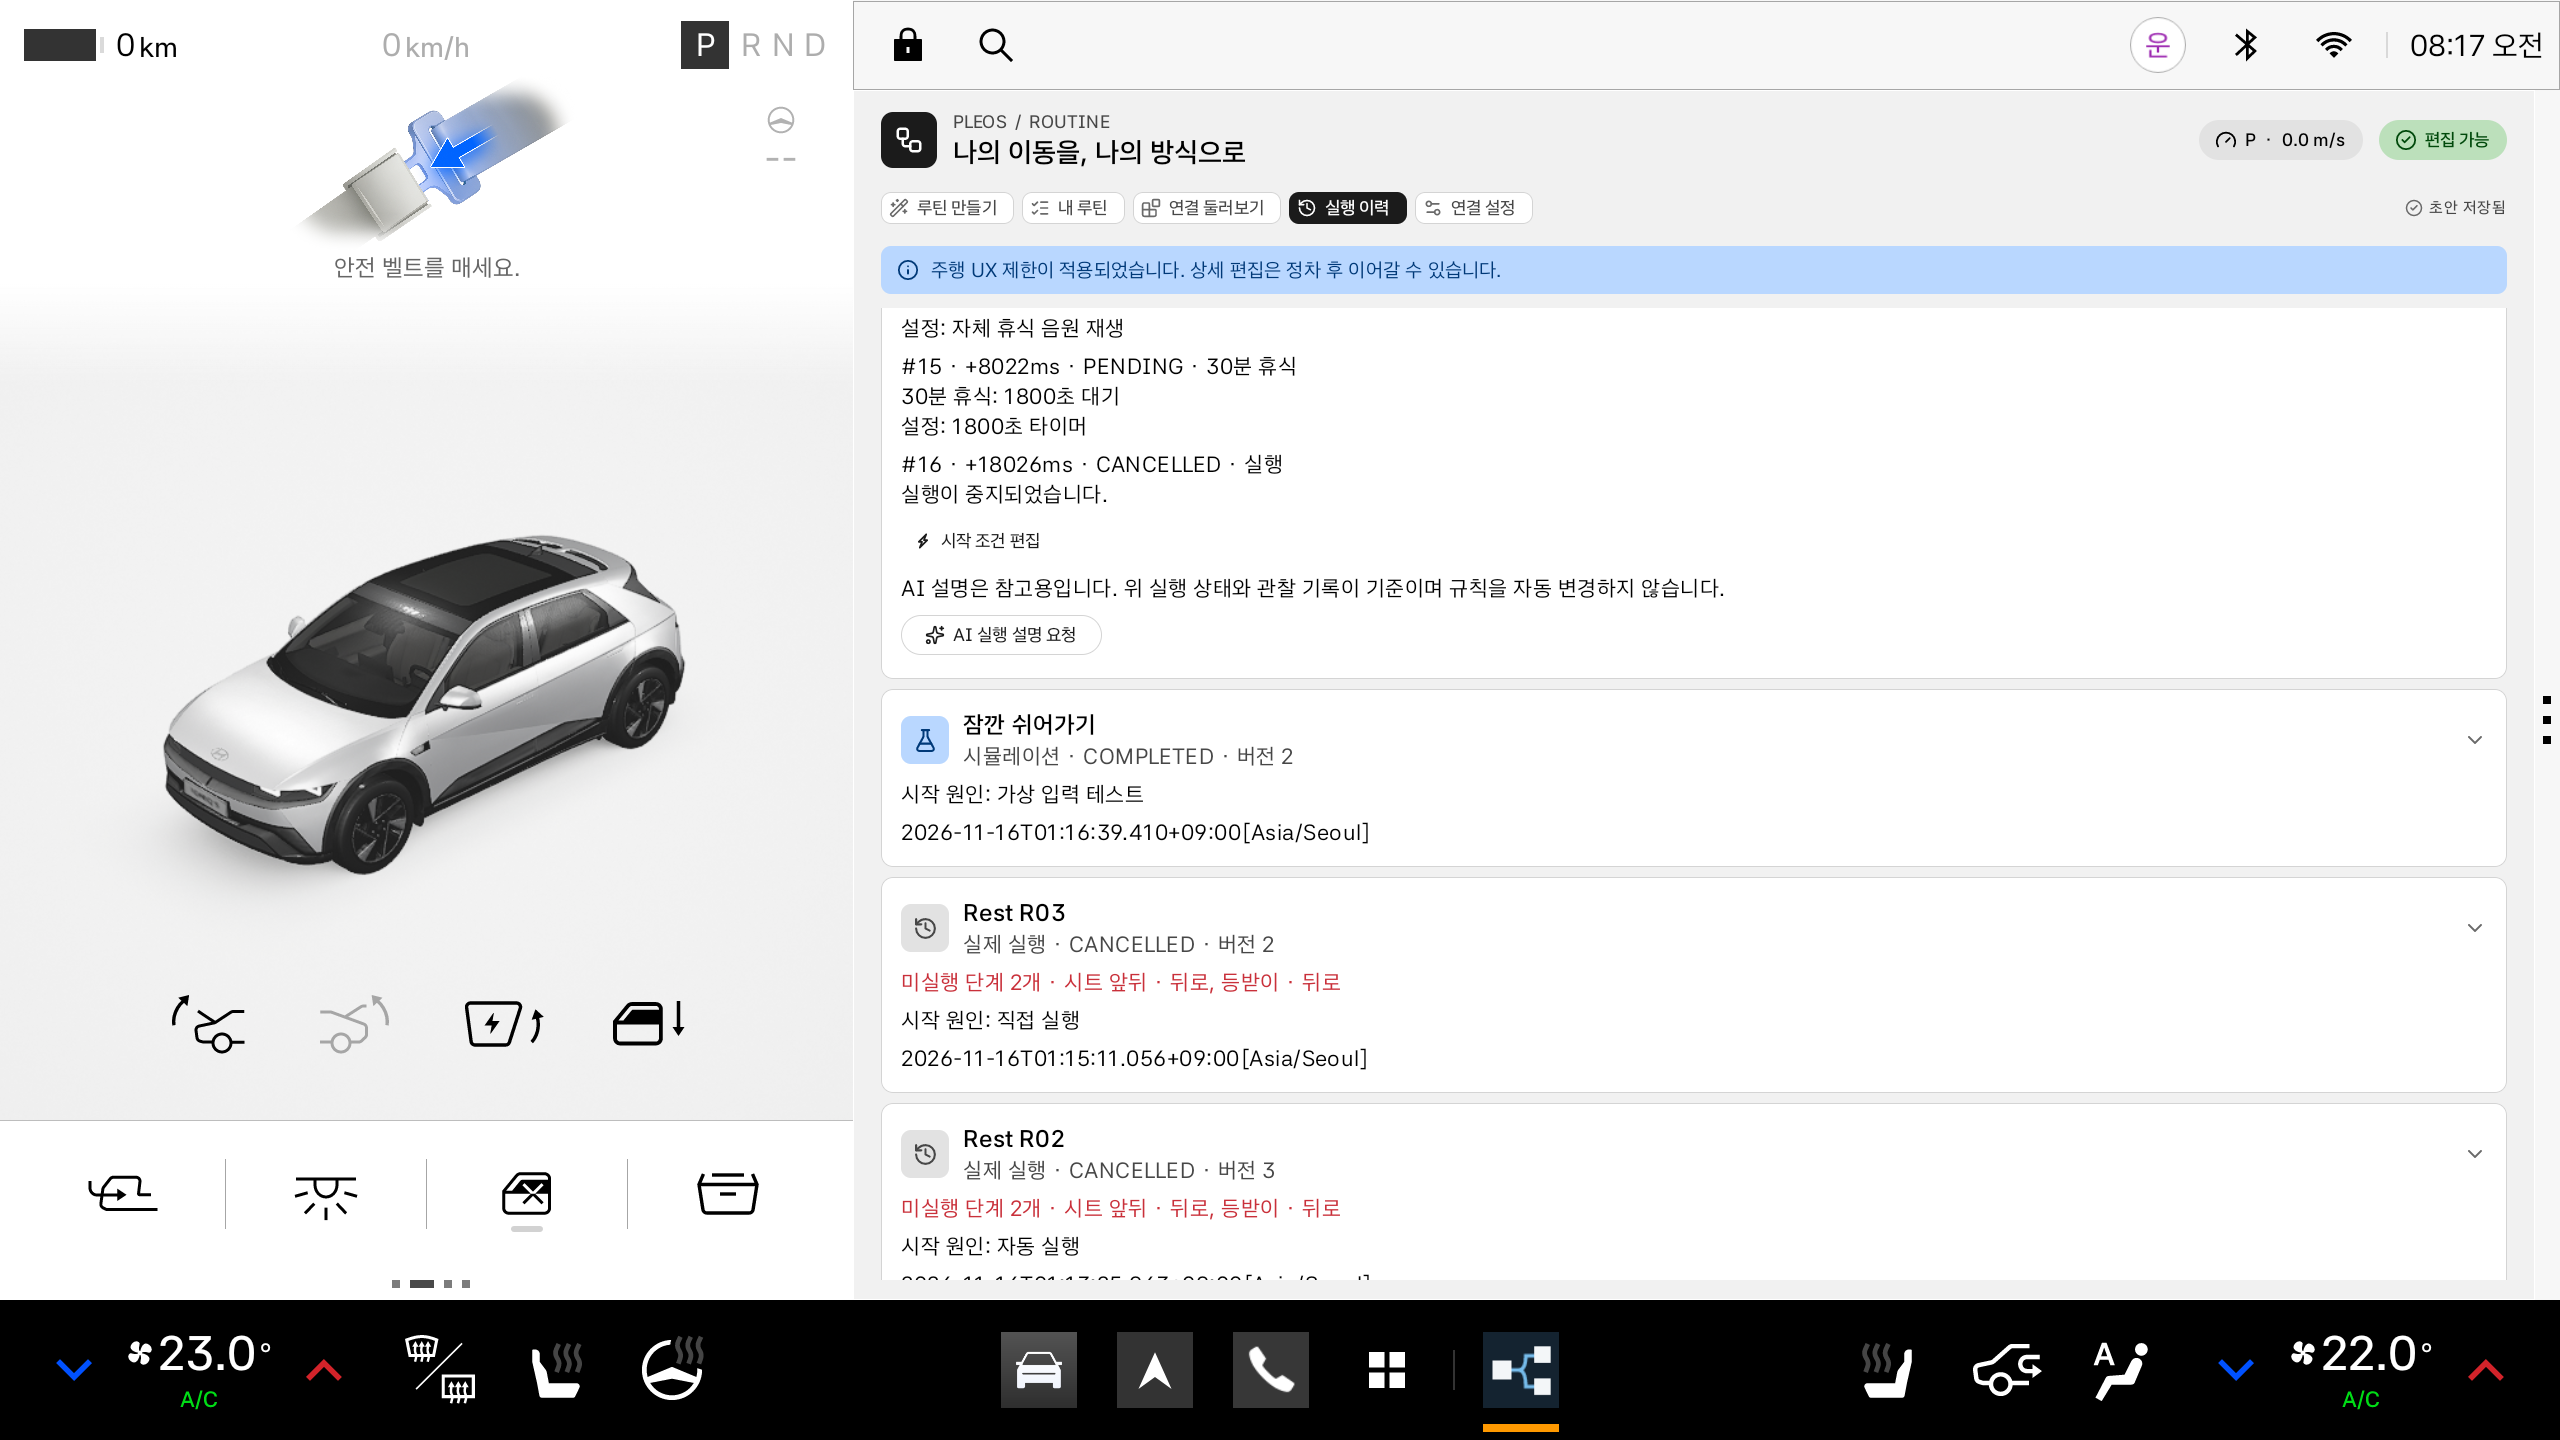 0 km
0 km/h
P R N D
안전 벨트를 매세요.
운
08:17 오전
PLEOS / ROUTINE
나의 이동을, 나의 방식으로
P · 0.0 m/s
편집 가능
루틴 만들기
내 루틴
연결 둘러보기
실행 이력
연결 설정
초안 저장됨
주행 UX 제한이 적용되었습니다. 상세 편집은 정차 후 이어갈 수 있습니다.
설정: 자체 휴식 음원 재생
#15 · +8022ms · PENDING · 30분 휴식
30분 휴식: 1800초 대기
설정: 1800초 타이머
#16 · +18026ms · CANCELLED · 실행
실행이 중지되었습니다.
시작 조건 편집
AI 설명은 참고용입니다. 위 실행 상태와 관찰 기록이 기준이며 규칙을 자동 변경하지 않습니다.
AI 실행 설명 요청
잠깐 쉬어가기
시뮬레이션 · COMPLETED · 버전 2
시작 원인: 가상 입력 테스트
2026-11-16T01:16:39.410+09:00[Asia/Seoul]
Rest R03
실제 실행 · CANCELLED · 버전 2
미실행 단계 2개 · 시트 앞뒤 · 뒤로, 등받이 · 뒤로
시작 원인: 직접 실행
2026-11-16T01:15:11.056+09:00[Asia/Seoul]
Rest R02
실제 실행 · CANCELLED · 버전 3
미실행 단계 2개 · 시트 앞뒤 · 뒤로, 등받이 · 뒤로
시작 원인: 자동 실행
23.0°
A/C
A
22.0°
A/C